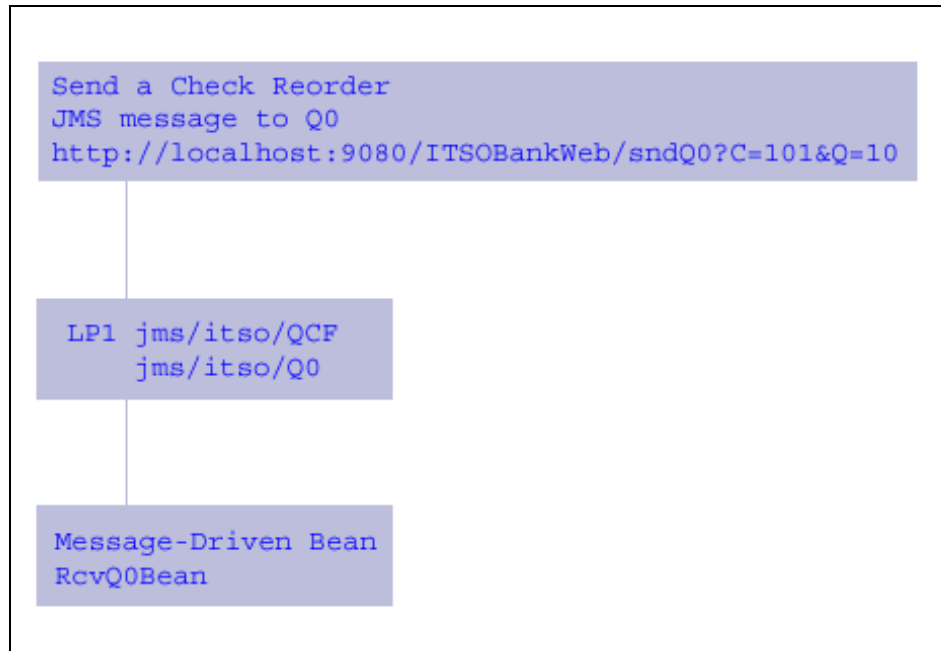 Send a Check Reorder
JMS message to Q0
http://localhost:9080/ITSOBankWeb/sndQ0?C=101&Q=10
LP1 jms/itso/QCF
jms/itso/Q0
Message-Driven Bean
RcvQ0Bean